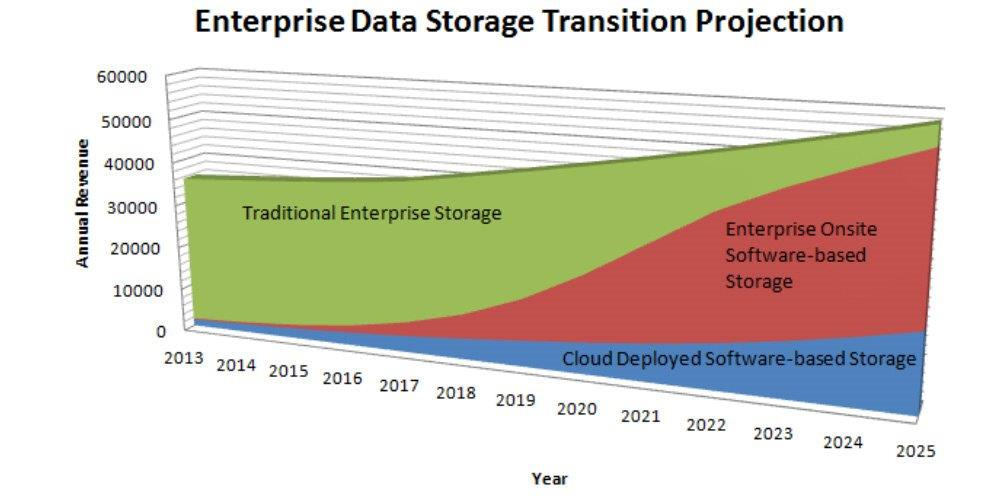 Enterprise Data Storage Transition Projection
60000
50000
40000
30000
20000
10000
0
Annual Revenue
Traditional Enterprise Storage
Enterprise Onsite
Software-based
Storage
Cloud Deployed Software-based Storage
2013
2014
2015
2016
2017
2018
2019
2020
2021
2022
2023
2024
2025
Year